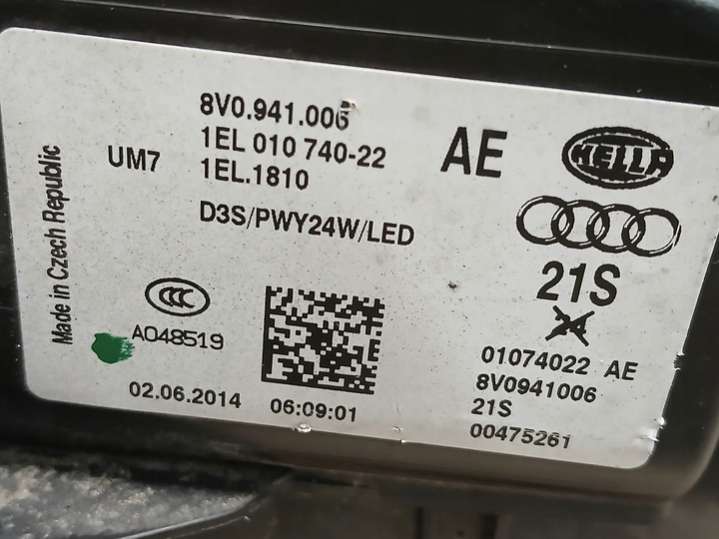 Made in Czech Republic
UM7
8V0.941.006
1EL 010 740-22
1EL.1810
D3S/PWY24W/LED
AE
HELLA
21S
CCC
A048519
02.06.2014
06:09:01
01074022 AE
8V0941006
21S
00475261